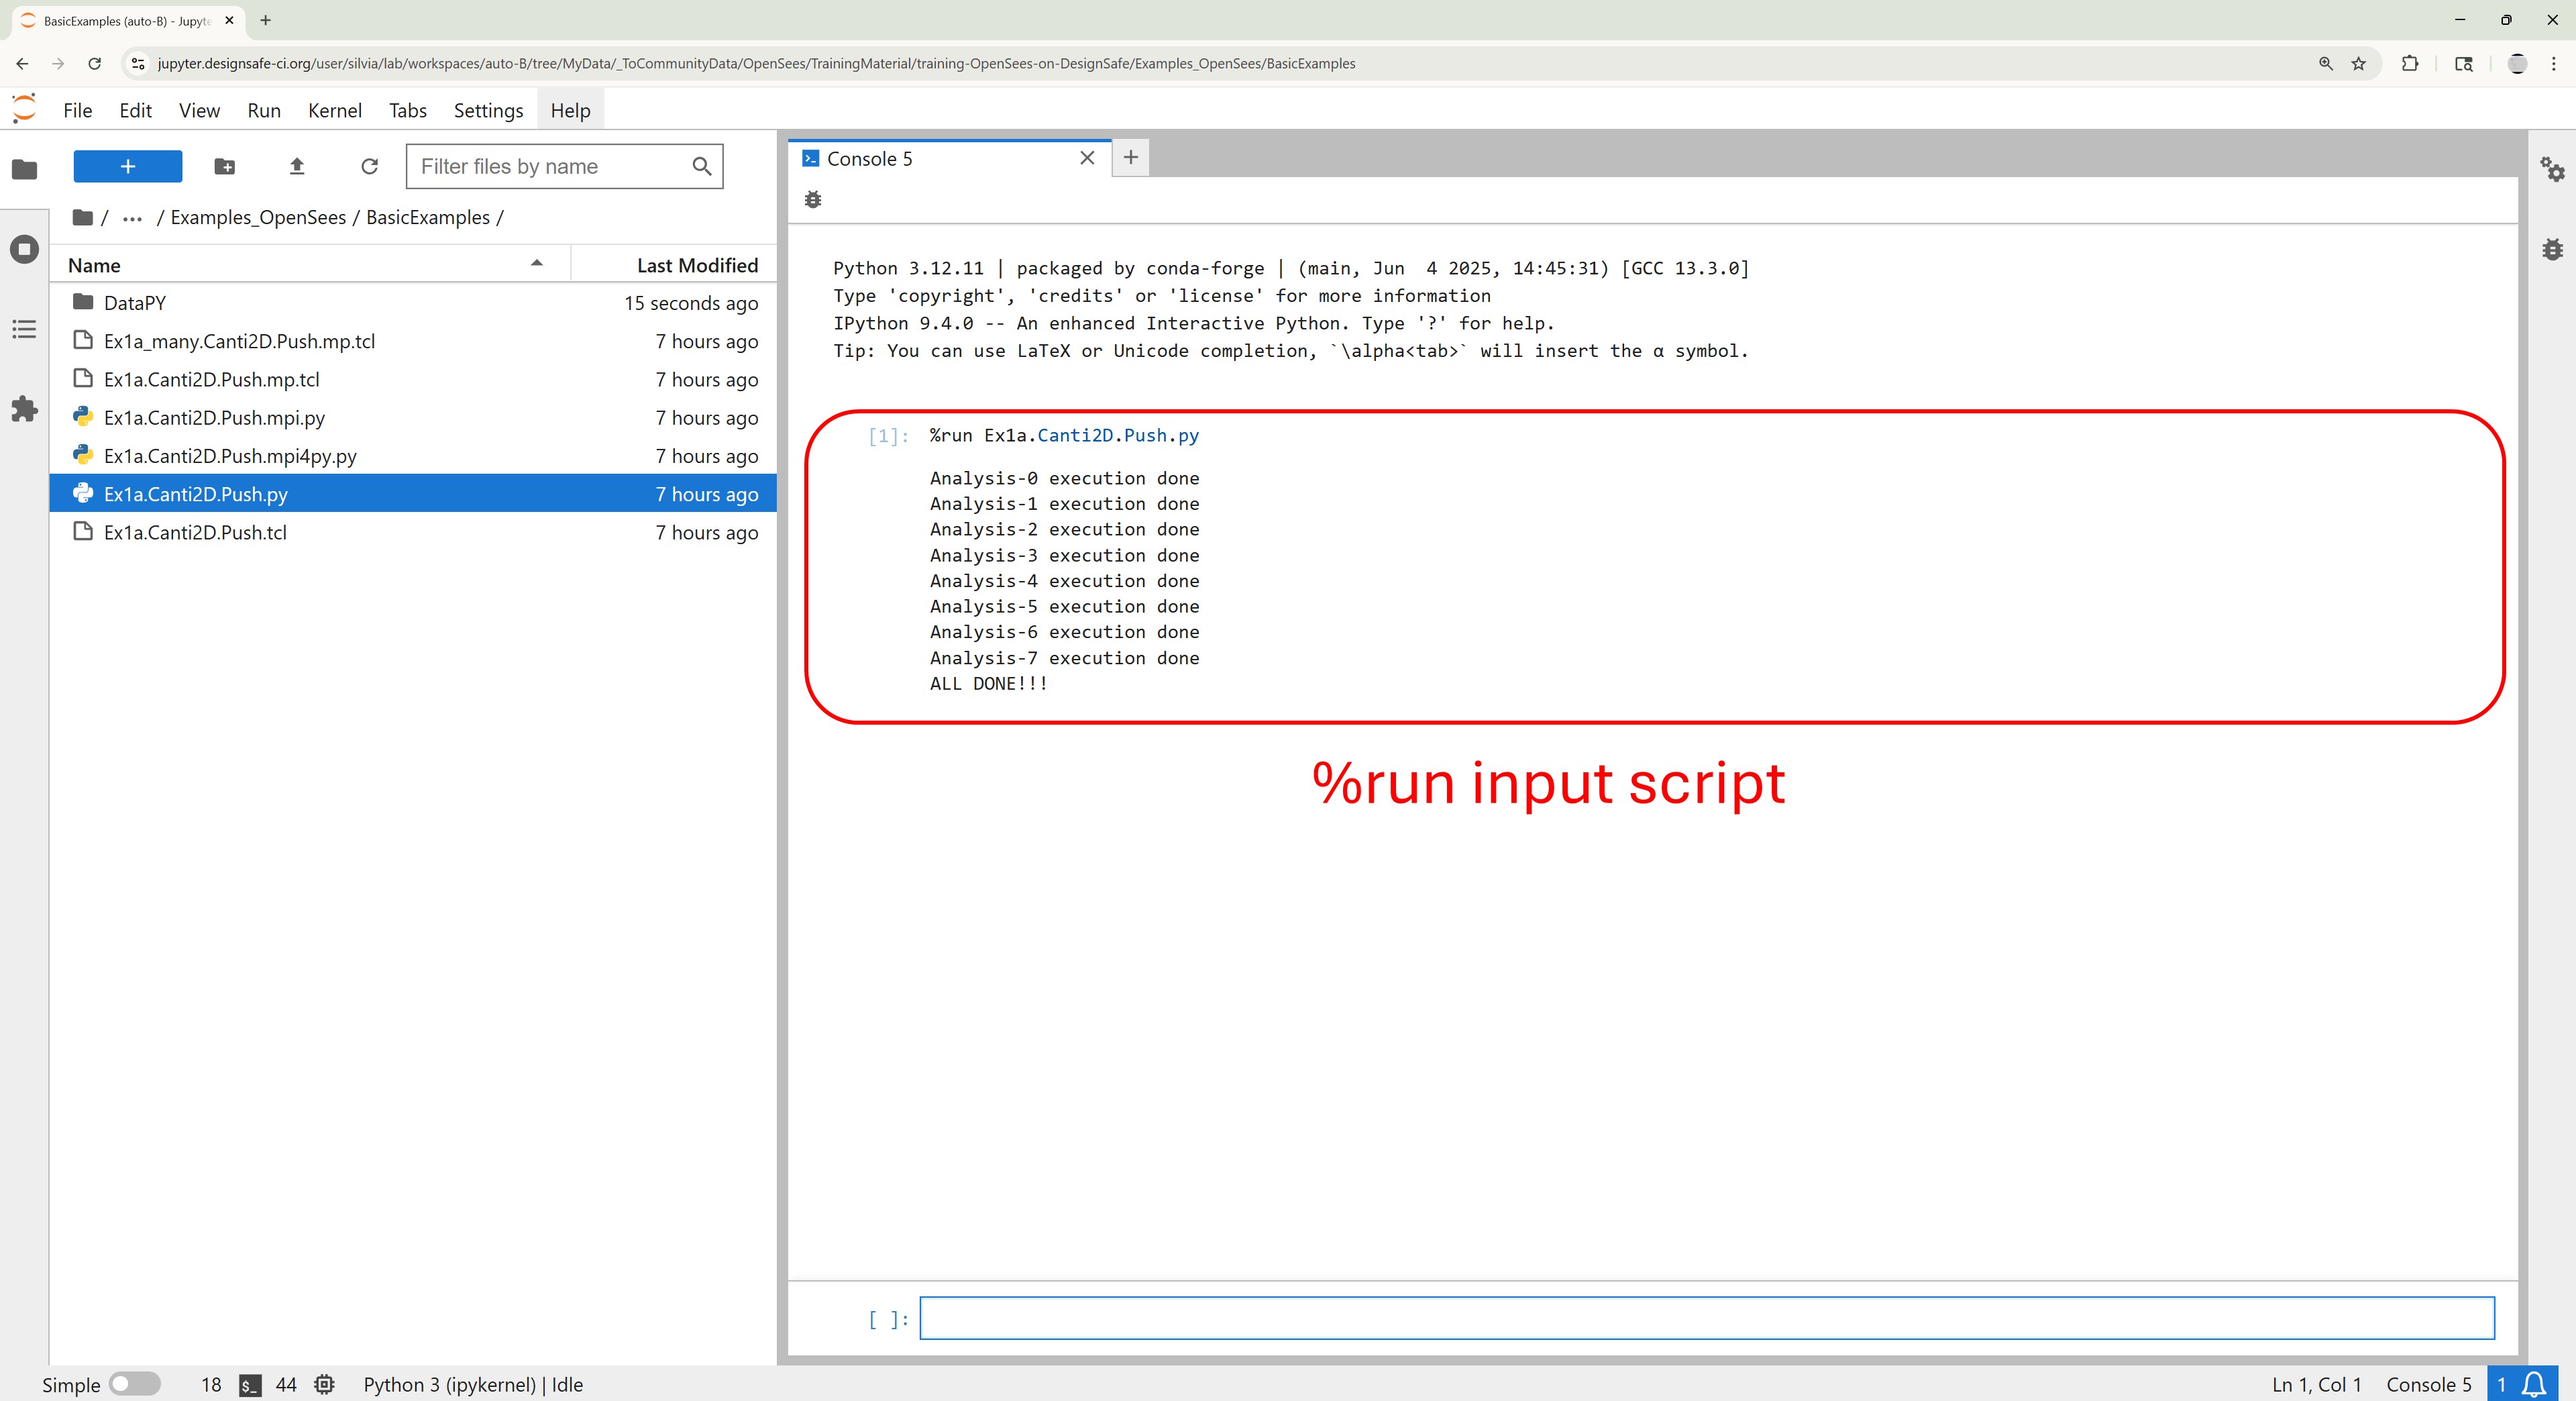 BasicExamples (auto-B) - Jupyte
jupyter.designsafe-ci.org/user/silvia/lab/workspaces/auto-B/tree/MyData/_ToCommunityData/OpenSees/TrainingMaterial/training-OpenSees-on-DesignSafe/Examples_OpenSees/BasicExamples
File Edit View Run Kernel Tabs Settings Help
+
Filter files by name
/ ... / Examples_OpenSees / BasicExamples /
Name Last Modified
DataPY 15 seconds ago
Ex1a_many.Canti2D.Push.mp.tcl 7 hours ago
Ex1a.Canti2D.Push.mp.tcl 7 hours ago
Ex1a.Canti2D.Push.mpi.py 7 hours ago
Ex1a.Canti2D.Push.mpi4py.py 7 hours ago
Ex1a.Canti2D.Push.py 7 hours ago
Ex1a.Canti2D.Push.tcl 7 hours ago
Console 5
Python 3.12.11 | packaged by conda-forge | (main, Jun  4 2025, 14:45:31) [GCC 13.3.0]
Type 'copyright', 'credits' or 'license' for more information
IPython 9.4.0 -- An enhanced Interactive Python. Type '?' for help.
Tip: You can use LaTeX or Unicode completion, `\alpha<tab>` will insert the α symbol.
[1]: %run Ex1a.Canti2D.Push.py
Analysis-0 execution done
Analysis-1 execution done
Analysis-2 execution done
Analysis-3 execution done
Analysis-4 execution done
Analysis-5 execution done
Analysis-6 execution done
Analysis-7 execution done
ALL DONE!!!
%run input script
[ ]:
Simple 18 $_ 44 Python 3 (ipykernel) | Idle Ln 1, Col 1 Console 5 1